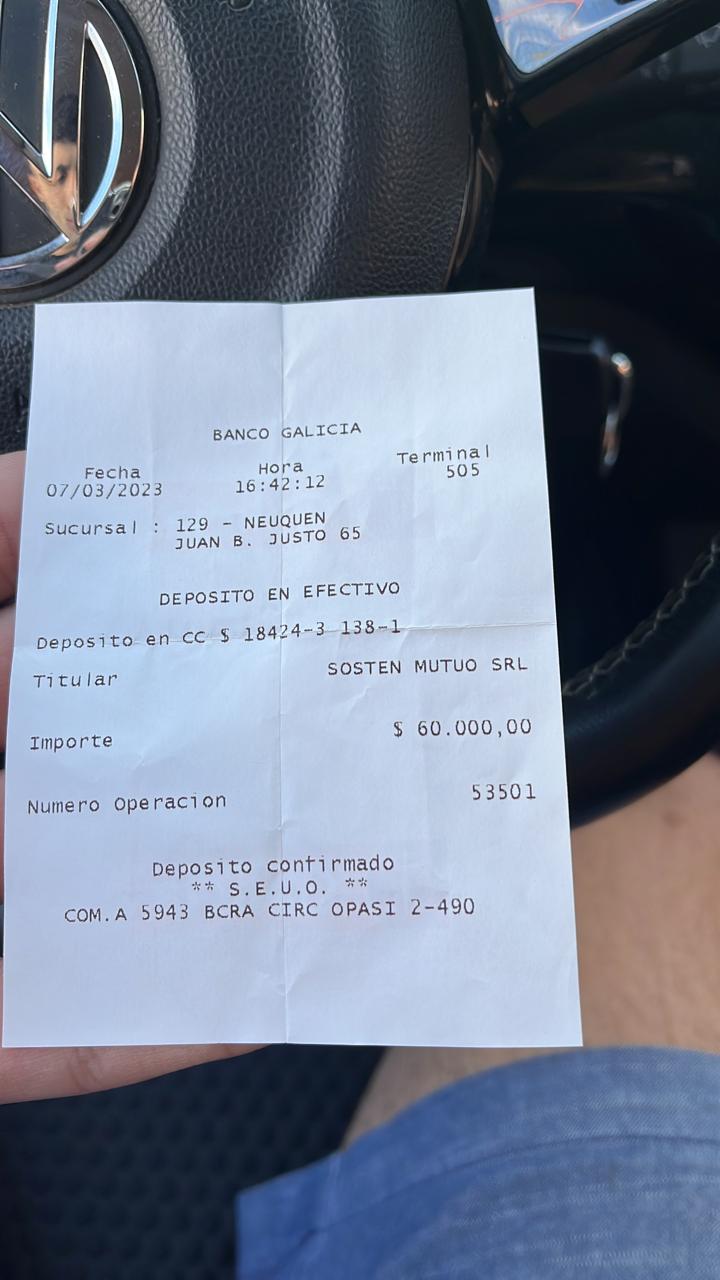 BANCO GALICIA
Fecha Hora Terminal
07/03/2023 16:42:12 505
Sucursal : 129 - NEUQUEN
JUAN B. JUSTO 65
DEPOSITO EN EFECTIVO
Deposito en CC $ 18424-3 138-1
Titular SOSTEN MUTUO SRL
Importe $ 60.000,00
Numero Operacion 53501
Deposito confirmado
** S.E.U.O. **
COM.A 5943 BCRA CIRC OPASI 2-490